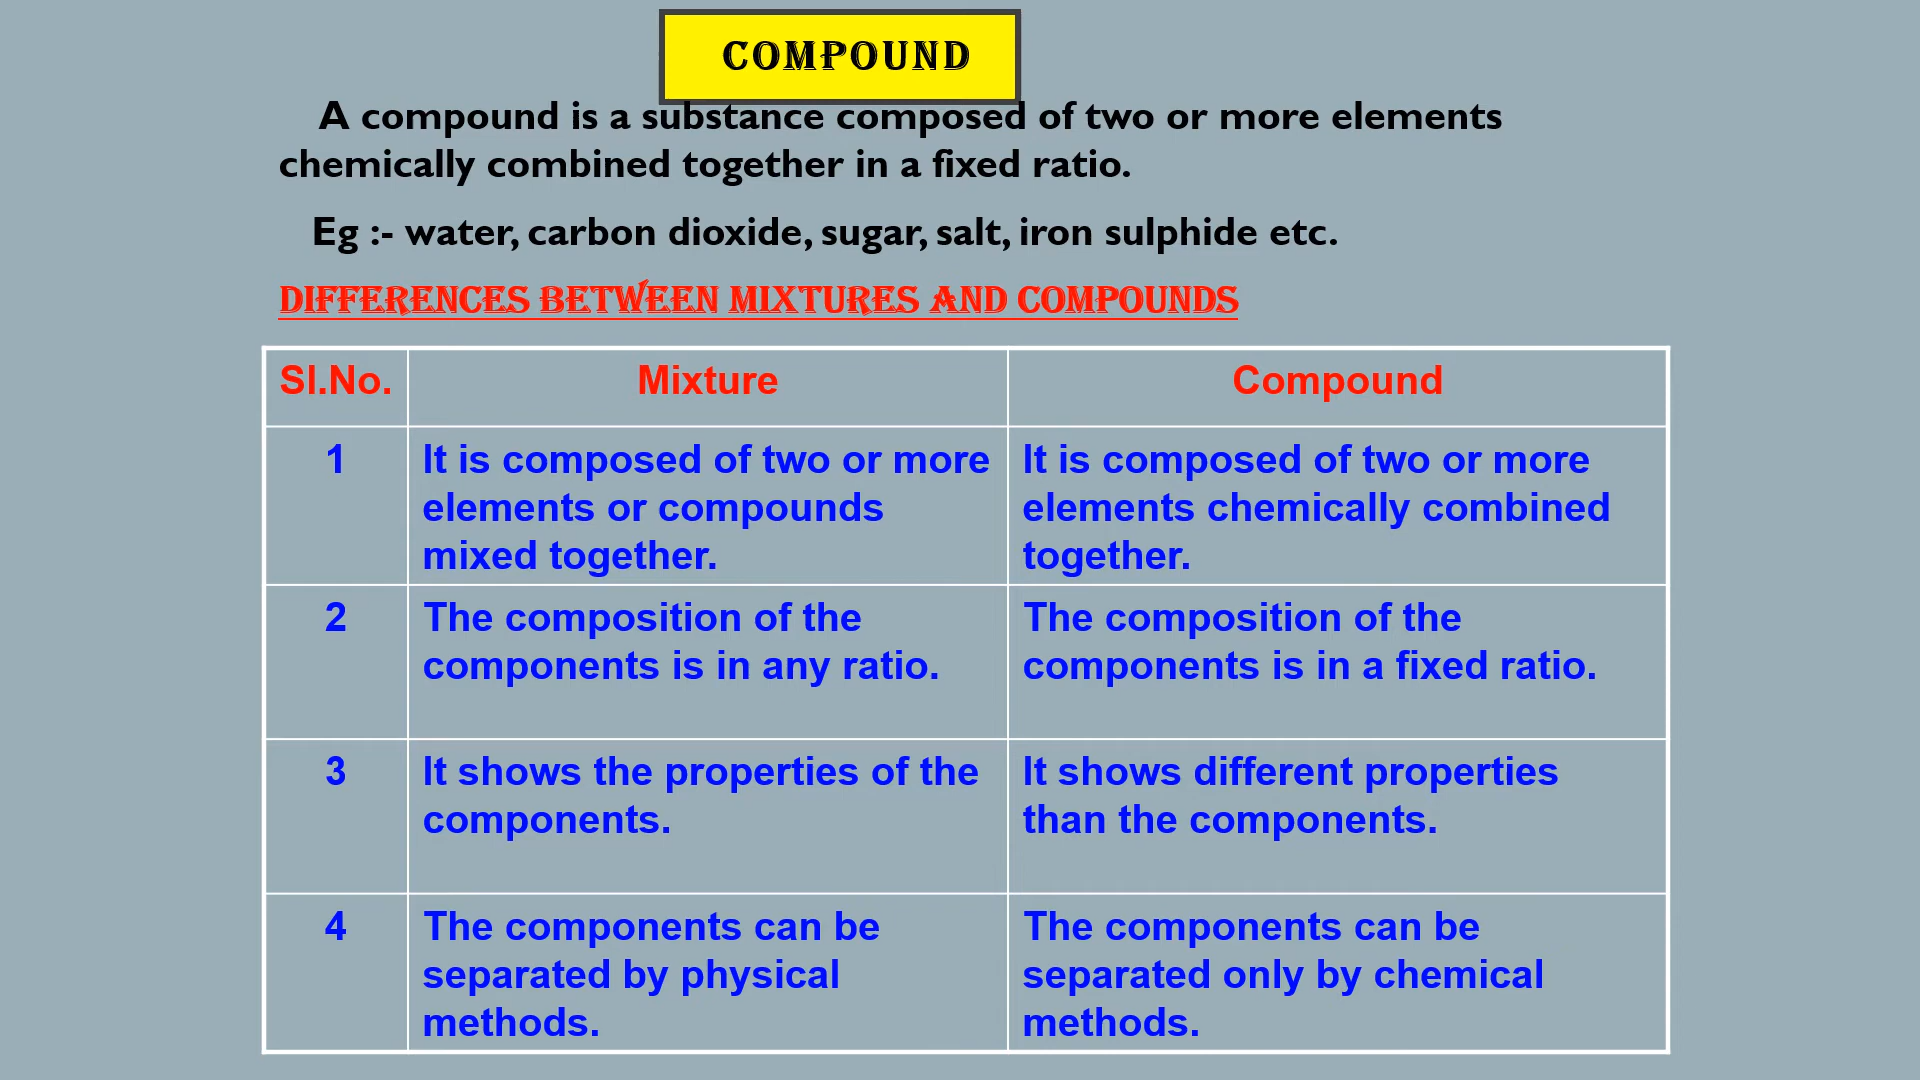 COMPOUND
A compound is a substance composed of two or more elements
chemically combined together in a fixed ratio.
Eg :- water, carbon dioxide, sugar, salt, iron sulphide etc.
DIFFERENCES BETWEEN MIXTURES AND COMPOUNDS
Sl.No. Mixture Compound
1 It is composed of two or more It is composed of two or more
elements or compounds elements chemically combined
mixed together. together.
2 The composition of the The composition of the
components is in any ratio. components is in a fixed ratio.
3 It shows the properties of the It shows different properties
components. than the components.
4 The components can be The components can be
separated by physical separated only by chemical
methods. methods.